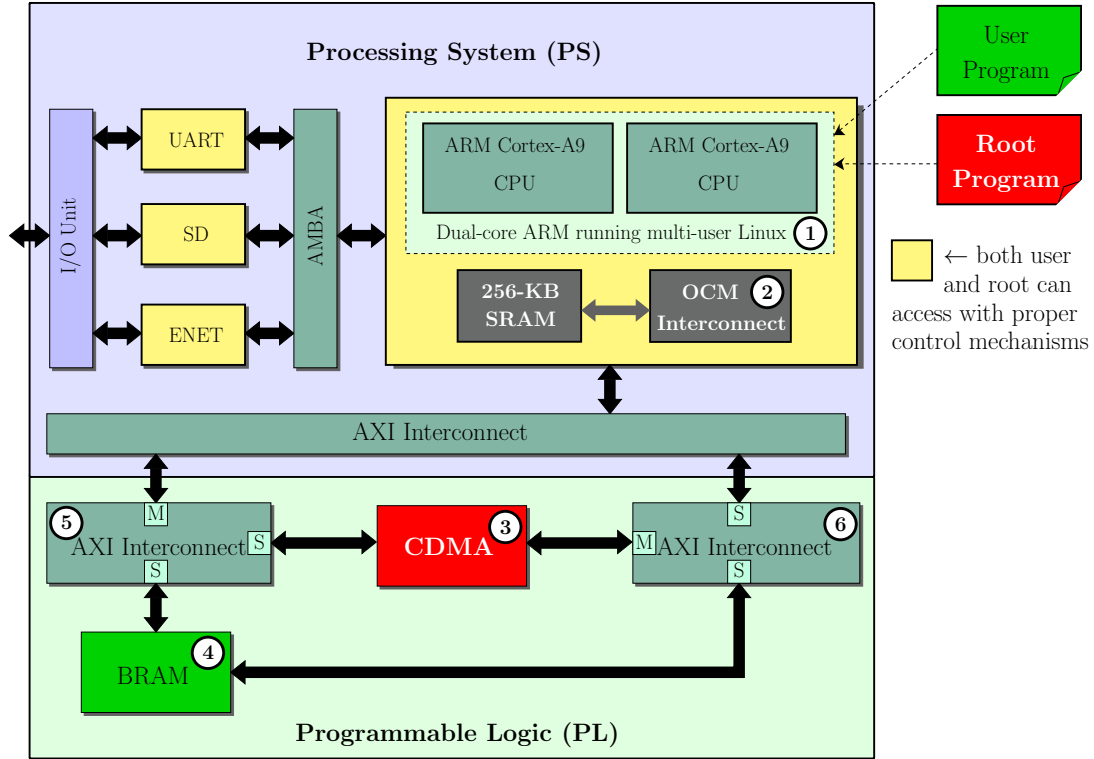 Processing System (PS)
User
Program
Root
Program
← both user
and root can
access with proper
control mechanisms
I/O Unit
UART
SD
ENET
AMBA
ARM Cortex-A9
CPU
ARM Cortex-A9
CPU
Dual-core ARM running multi-user Linux
1
256-KB
SRAM
OCM
Interconnect
2
AXI Interconnect
5
M
AXI Interconnect
S
S
CDMA
3
S
M
AXI Interconnect
S
6
BRAM
4
Programmable Logic (PL)